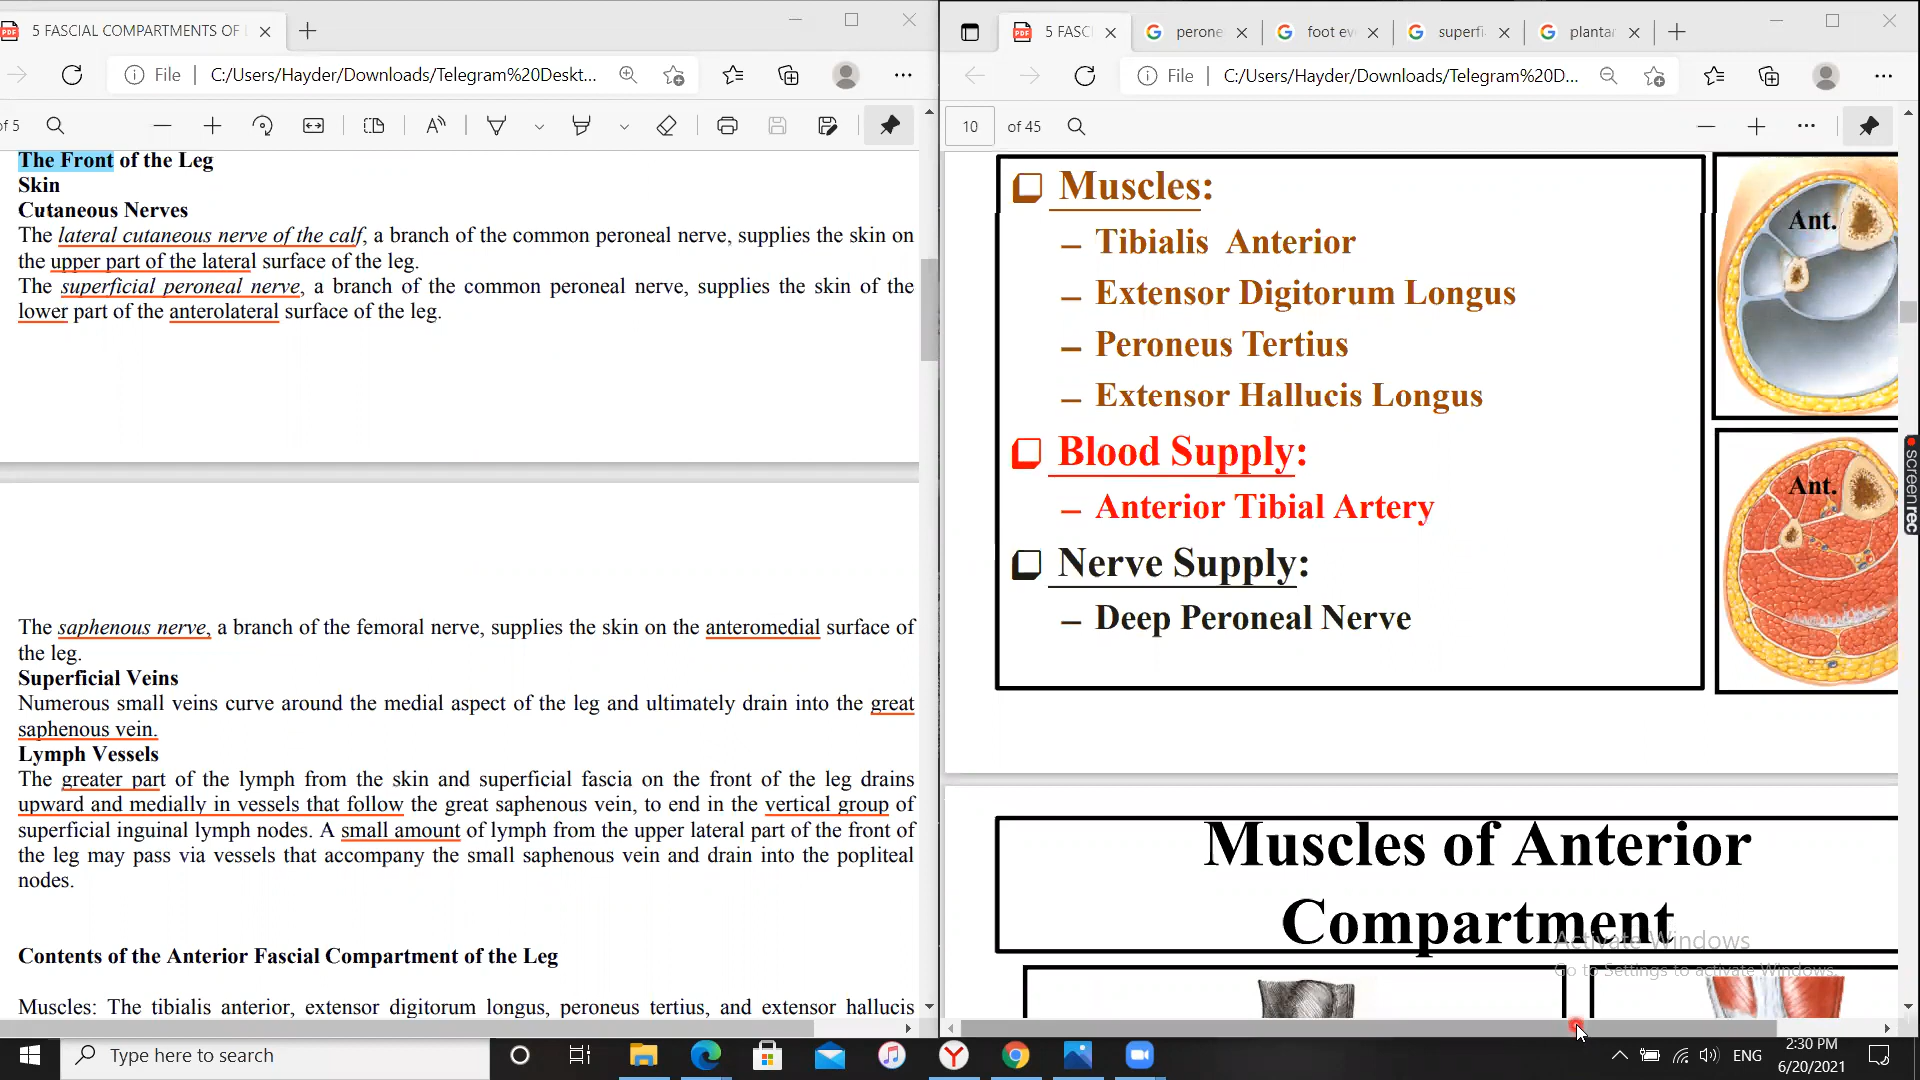 5 FASCIAL COMPARTMENTS OF
File
C:/Users/Hayder/Downloads/Telegram%20Deskt...
of 5
The Front of the Leg
Skin
Cutaneous Nerves
The lateral cutaneous nerve of the calf, a branch of the common peroneal nerve, supplies the skin on
the upper part of the lateral surface of the leg.
The superficial peroneal nerve, a branch of the common peroneal nerve, supplies the skin of the
lower part of the anterolateral surface of the leg.
The saphenous nerve, a branch of the femoral nerve, supplies the skin on the anteromedial surface of
the leg.
Superficial Veins
Numerous small veins curve around the medial aspect of the leg and ultimately drain into the great
saphenous vein.
Lymph Vessels
The greater part of the lymph from the skin and superficial fascia on the front of the leg drains
upward and medially in vessels that follow the great saphenous vein, to end in the vertical group of
superficial inguinal lymph nodes. A small amount of lymph from the upper lateral part of the front of
the leg may pass via vessels that accompany the small saphenous vein and drain into the popliteal
nodes.
Contents of the Anterior Fascial Compartment of the Leg
Muscles: The tibialis anterior, extensor digitorum longus, peroneus tertius, and extensor hallucis
5 FASCI
perone
foot ev
superfi
plantar
File
C:/Users/Hayder/Downloads/Telegram%20D...
10 of 45
Muscles:
– Tibialis Anterior
– Extensor Digitorum Longus
– Peroneus Tertius
– Extensor Hallucis Longus
Blood Supply:
– Anterior Tibial Artery
Nerve Supply:
– Deep Peroneal Nerve
Ant.
Ant.
Muscles of Anterior
Compartment
Activate Windows
Go to Settings to activate Windows.
screenrec
Type here to search
ENG
2:30 PM
6/20/2021